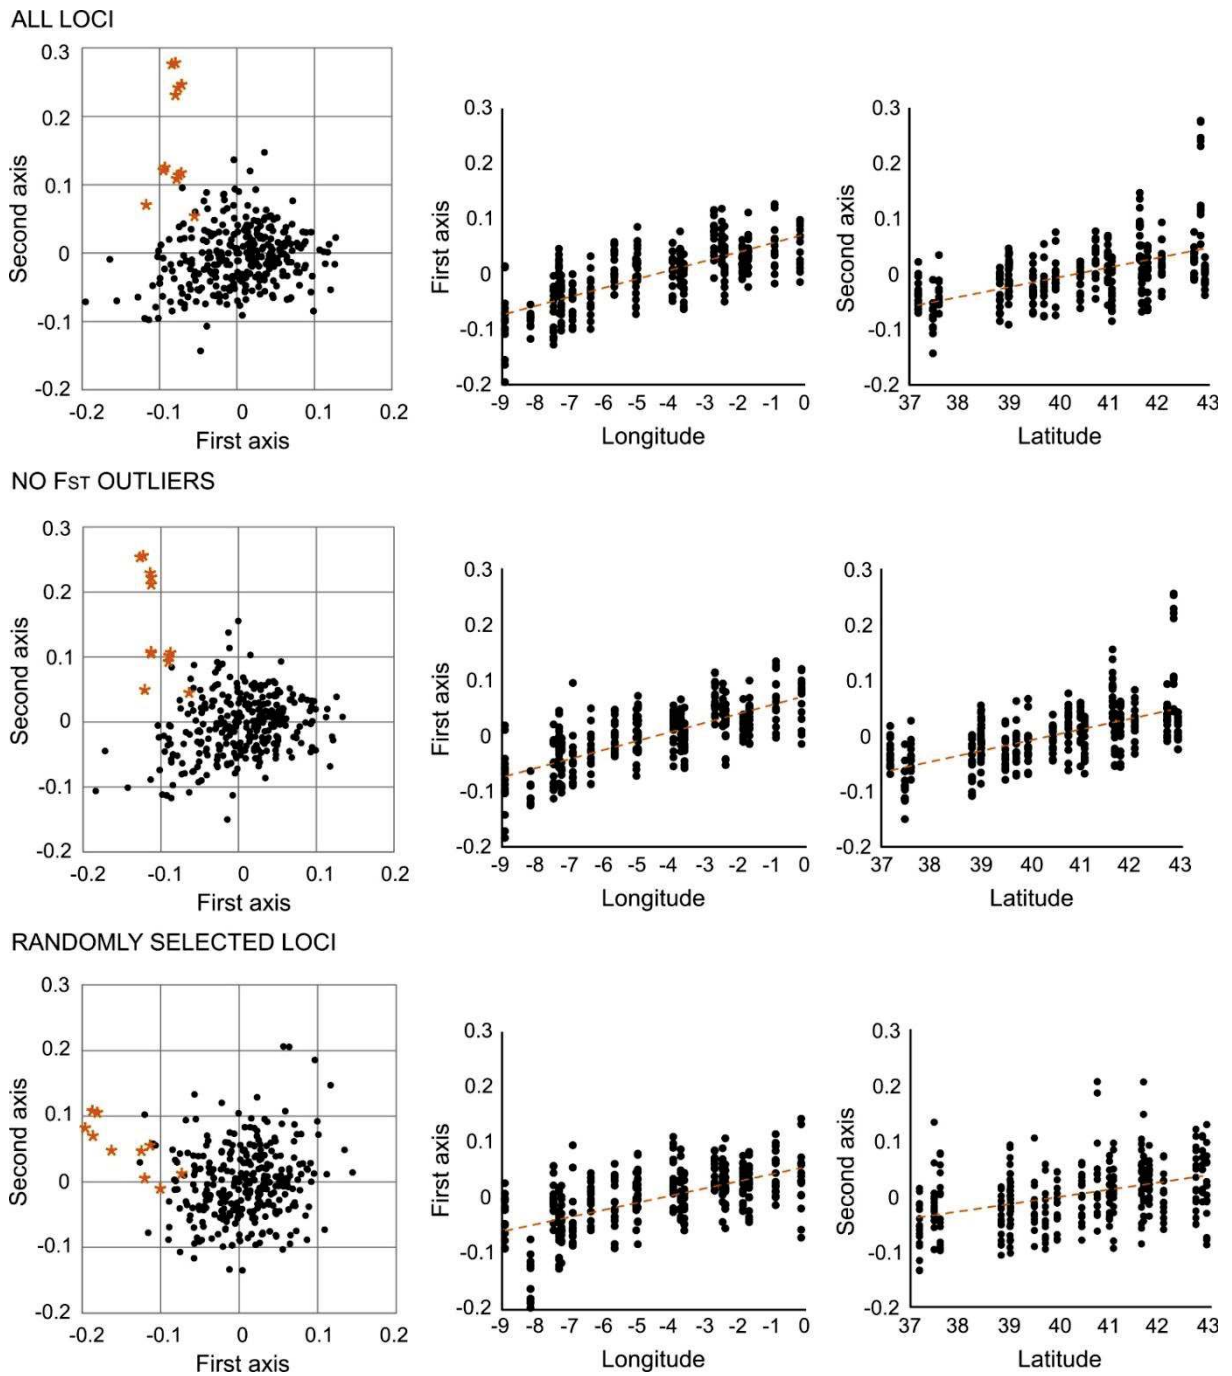 ALL LOCI
0.3
0.2
0.1
0
-0.1
-0.2
Second axis
-0.2 -0.1 0 0.1 0.2
First axis
0.3
0.2
0.1
0
-0.1
-0.2
First axis
-9 -8 -7 -6 -5 -4 -3 -2 -1 0
Longitude
0.3
0.2
0.1
0
-0.1
-0.2
Second axis
37 38 39 40 41 42 43
Latitude
NO FST OUTLIERS
0.3
0.2
0.1
0
-0.1
-0.2
Second axis
-0.2 -0.1 0 0.1 0.2
First axis
0.3
0.2
0.1
0
-0.1
-0.2
First axis
-9 -8 -7 -6 -5 -4 -3 -2 -1 0
Longitude
0.3
0.2
0.1
0
-0.1
-0.2
Second axis
37 38 39 40 41 42 43
Latitude
RANDOMLY SELECTED LOCI
0.3
0.2
0.1
0
-0.1
-0.2
Second axis
-0.2 -0.1 0 0.1 0.2
First axis
0.3
0.2
0.1
0
-0.1
-0.2
First axis
-9 -8 -7 -6 -5 -4 -3 -2 -1 0
Longitude
0.3
0.2
0.1
0
-0.1
-0.2
Second axis
37 38 39 40 41 42 43
Latitude